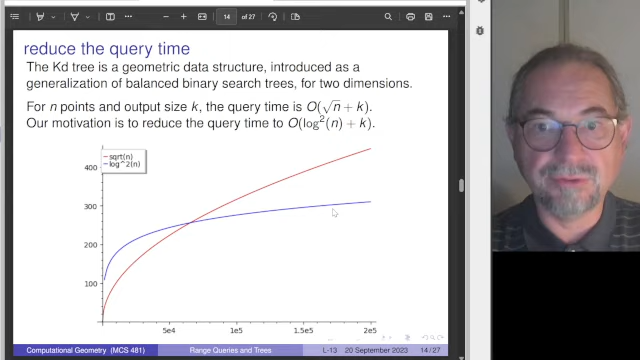 14 of 27
reduce the query time
The Kd tree is a geometric data structure, introduced as a
generalization of balanced binary search trees, for two dimensions.
For n points and output size k, the query time is O(√n + k).
Our motivation is to reduce the query time to O(log²(n) + k).
sqrt(n)
log^2(n)
400
300
200
100
5e4 1e5 1.5e5 2e5
Computational Geometry (MCS 481) Range Queries and Trees L-13 20 September 2023 14 / 27